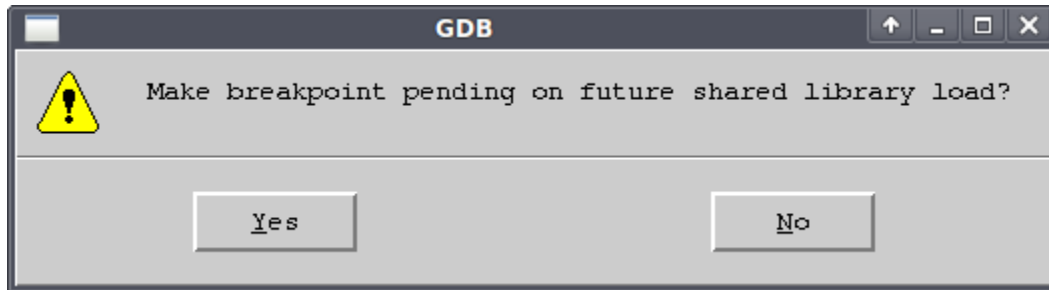 GDB
Make breakpoint pending on future shared library load?
Yes
No